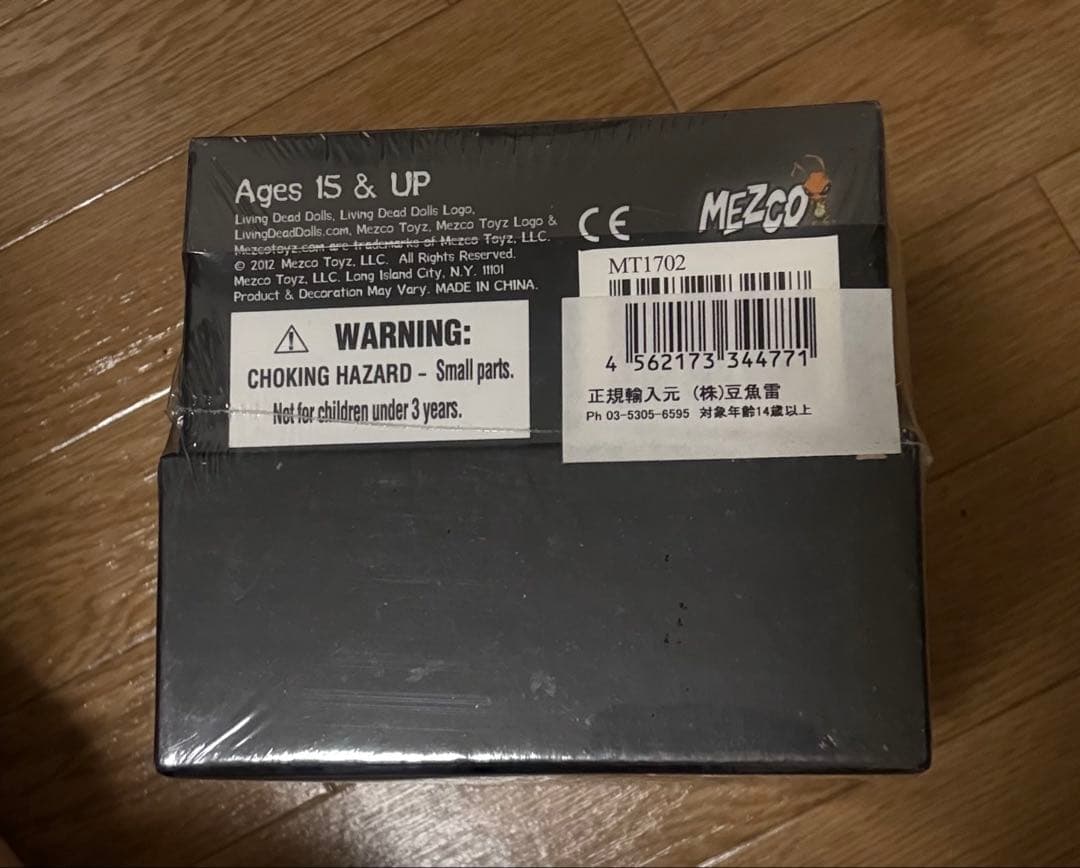 Ages 15 & UP
Living Dead Dolls, Living Dead Dolls Logo,
LivingDeadDolls.com, Mezco Toyz, Mezco Toyz Logo &
Mezcotoyz.com are trademarks of Mezco Toyz, LLC.
© 2012 Mezco Toyz, LLC. All Rights Reserved.
Mezco Toyz, LLC. Long Island City, N.Y. 11101
Product & Decoration May Vary. MADE IN CHINA.
CE
MEZCO
WARNING:
CHOKING HAZARD – Small parts.
Not for children under 3 years.
MT1702
4 562173 344771
正規輸入元 (株)豆魚雷
Ph 03-5305-6595 対象年齢14歳以上